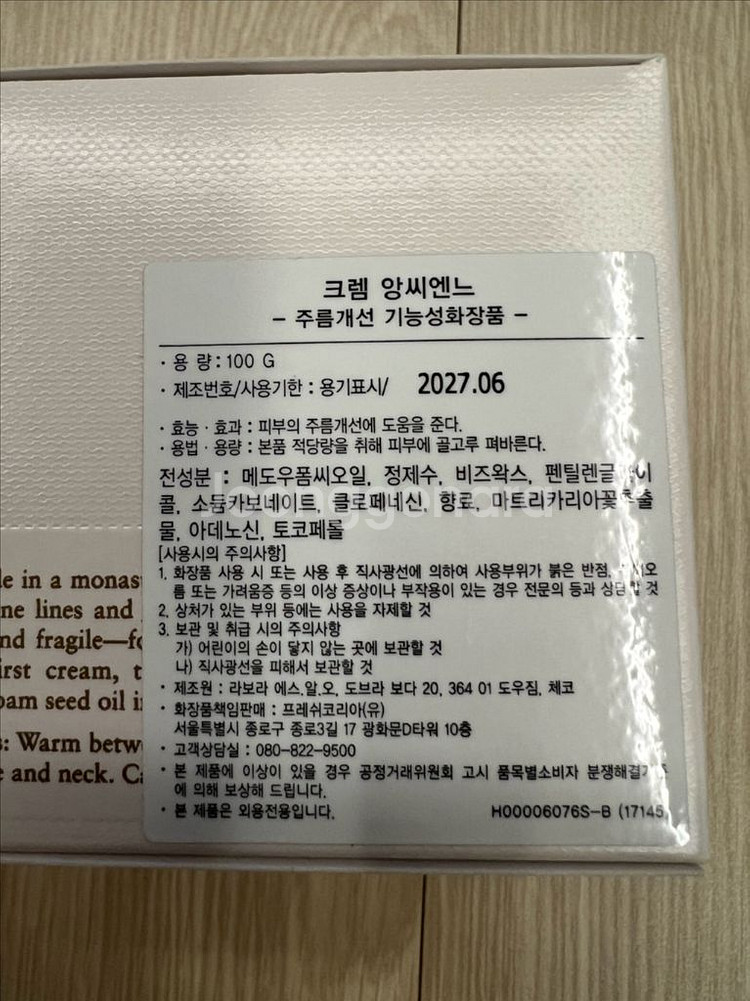 크렘 앙씨엔느
– 주름개선 기능성화장품 –
· 용 량 : 100 G
· 제조번호/사용기한 : 용기표시/ 2027.06
· 효능 · 효과 : 피부의 주름개선에 도움을 준다.
· 용법 · 용량 : 본품 적당량을 취해 피부에 골고루 펴바른다.
전성분 : 메도우폼씨오일, 정제수, 비즈왁스, 펜틸렌글라이
콜, 소듐카보네이트, 클로페네신, 향료, 마트리카리아꽃추출
물, 아데노신, 토코페롤
[사용시의 주의사항]
1. 화장품 사용 시 또는 사용 후 직사광선에 의하여 사용부위가 붉은 반점,
름 또는 가려움증 등의 이상 증상이나 부작용이 있는 경우 전문의 등과 상담할 것
2. 상처가 있는 부위 등에는 사용을 자제할 것
3. 보관 및 취급 시의 주의사항
가) 어린이의 손이 닿지 않는 곳에 보관할 것
나) 직사광선을 피해서 보관할 것
· 제조원 : 라보라 에스.알.오, 도브라 보다 20, 364 01 도우짐, 체코
· 화장품책임판매 : 프레쉬코리아(유)
서울특별시 종로구 종로3길 17 광화문D타워 10층
· 고객상담실 : 080-822-9500
· 본 제품에 이상이 있을 경우 공정거래위원회 고시 품목별소비자 분쟁해결기준
에 의해 보상해 드립니다.
· 본 제품은 외용전용입니다. H00006076S-B (17145
le in a monas
ne lines and
nd fragile—fo
irst cream, t
oam seed oil i
s: Warm betw
e and neck. Ca